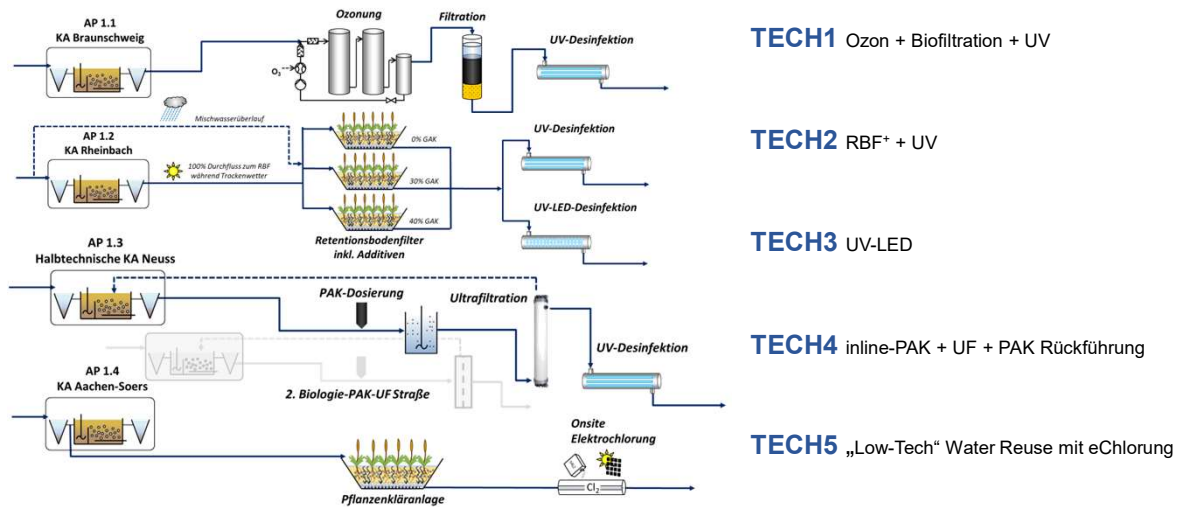 AP 1.1
KA Braunschweig
Ozonung
O₃
Filtration
UV-Desinfektion
TECH1 Ozon + Biofiltration + UV
AP 1.2
KA Rheinbach
Mischwasserüberlauf
100% Durchfluss zum RBF
während Trockenwetter
0% GAK
30% GAK
40% GAK
Retentionsbodenfilter
inkl. Additiven
UV-Desinfektion
UV-LED-Desinfektion
TECH2 RBF⁺ + UV
TECH3 UV-LED
AP 1.3
Halbtechnische KA Neuss
PAK-Dosierung
Ultrafiltration
UV-Desinfektion
2. Biologie-PAK-UF Straße
TECH4 inline-PAK + UF + PAK Rückführung
AP 1.4
KA Aachen-Soers
Pflanzenkläranlage
Onsite
Elektrochlorung
Cl₂
TECH5 „Low-Tech“ Water Reuse mit eChlorung